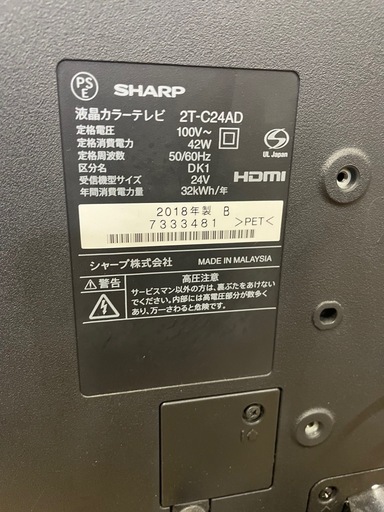 PS E SHARP
液晶カラーテレビ 2T-C24AD
定格電圧 100V~
定格消費電力 42W
定格周波数 50/60Hz
区分名 DK1
受信機型サイズ 24V
年間消費電力量 32kWh/年
UL Japan
HDMI
2018年製 B
7333481 >PET<
シャープ株式会社 MADE IN MALAYSIA
警告 高圧注意
サービスマン以外の方は、裏ぶたをあけない
でください。内部には高電圧部分が数多く
あり、万一さわると危険です。